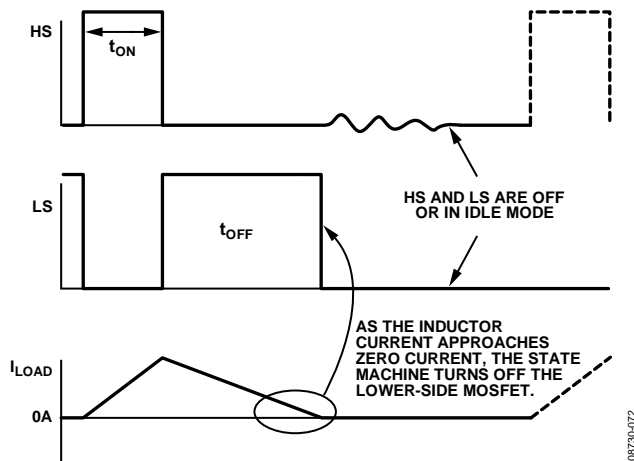 HS
tON
LS
tOFF
HS AND LS ARE OFF
OR IN IDLE MODE
AS THE INDUCTOR
CURRENT APPROACHES
ZERO CURRENT, THE STATE
MACHINE TURNS OFF THE
LOWER-SIDE MOSFET.
ILOAD
0A
08730-072